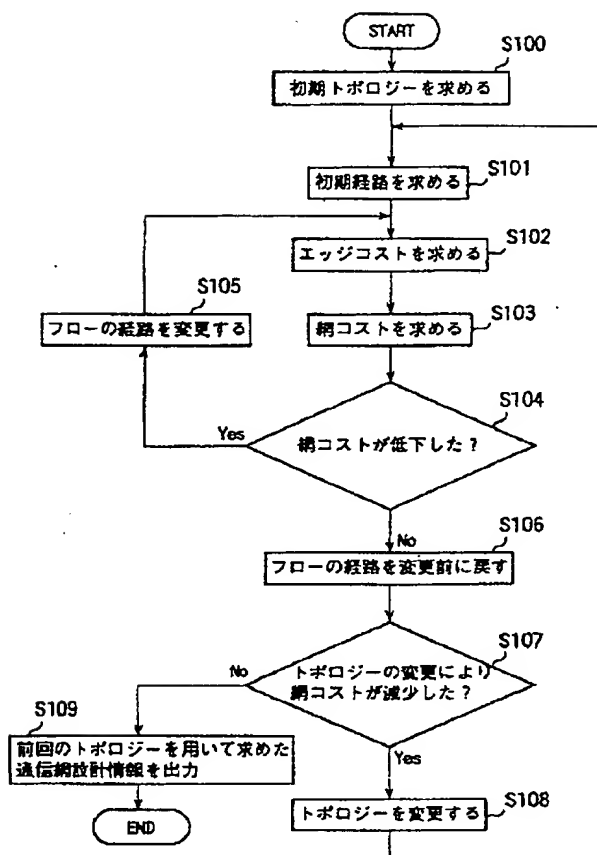 START
S100
初期トポロジーを求める
S101
初期経路を求める
S102
エッジコストを求める
S105
フローの経路を変更する
S103
網コストを求める
S104
網コストが低下した？
Yes
No
S106
フローの経路を変更前に戻す
S107
トポロジーの変更により
網コストが減少した？
No
Yes
S109
前回のトポロジーを用いて求めた
通信網設計情報を出力
S108
トポロジーを変更する
END